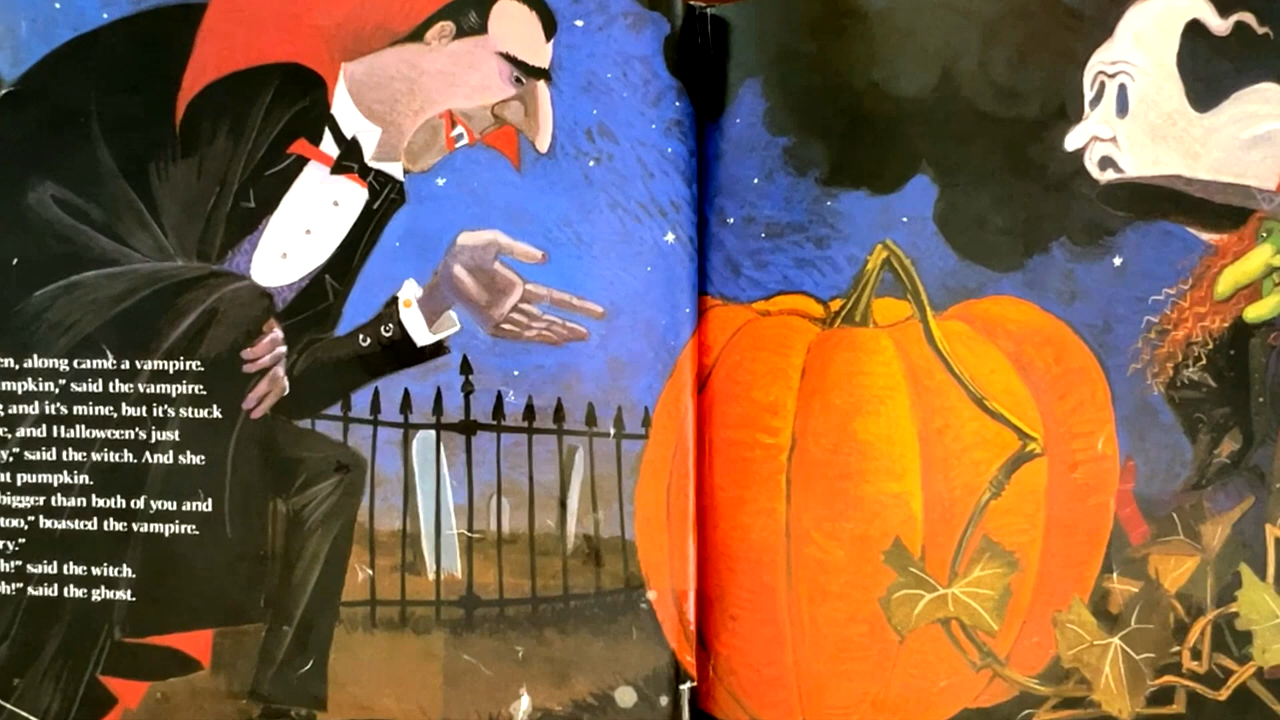 en, along came a vampire.
mpkin," said the vampire.
g and it's mine, but it's stuck
e, and Halloween's just
y," said the witch. And she
at pumpkin.
bigger than both of you and
too," boasted the vampire.
ry."
h!" said the witch.
oh!" said the ghost.